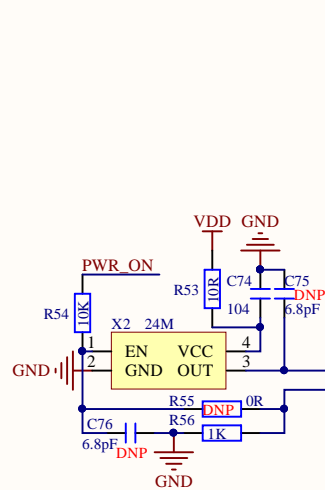 VDD GND
PWR_ON
R53 10R C74 C75
DNP
104 6.8pF
R54 10K
X2 24M
1 EN VCC 4
GND 2 GND OUT 3
R55 DNP 0R
C76 R56 1K
6.8pF
DNP
GND